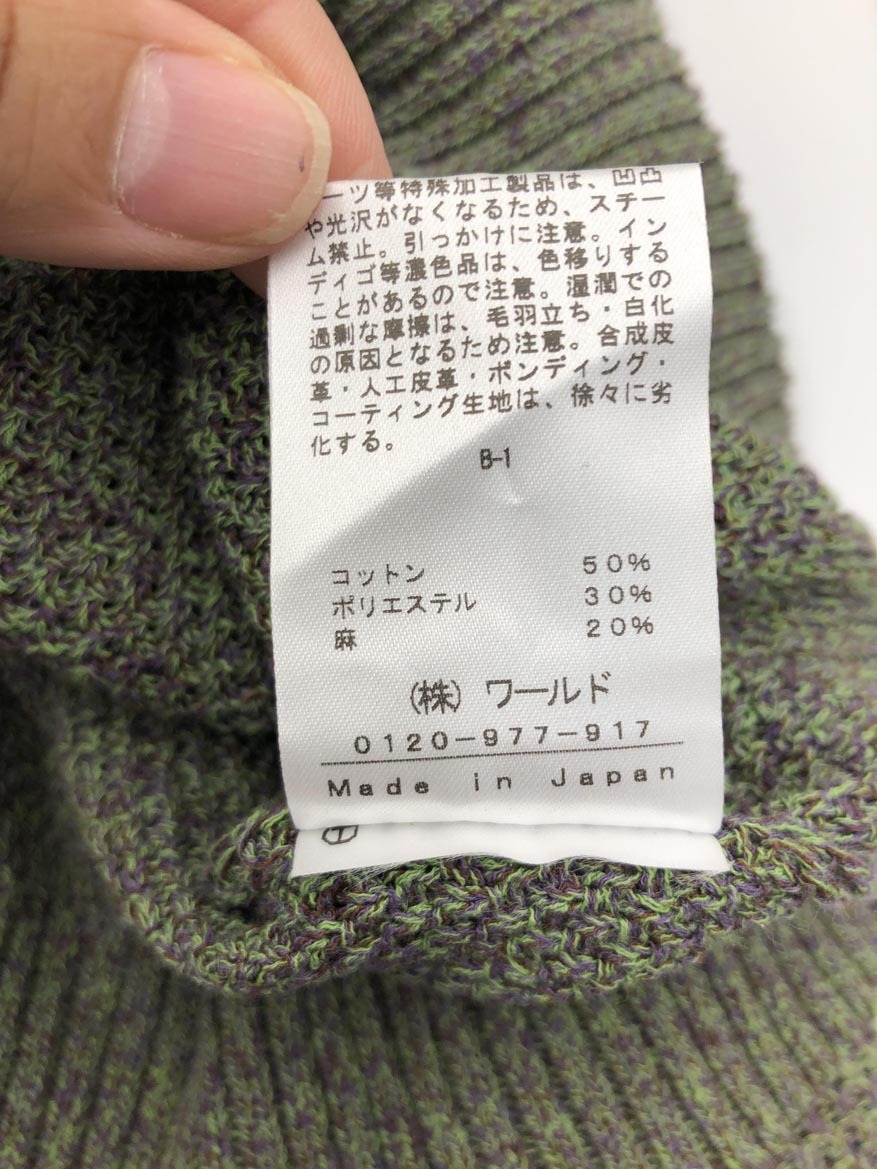 ーツ等特殊加工製品は、凹凸
や光沢がなくなるため、スチー
ム禁止。引っかけに注意。イン
ディゴ等濃色品は、色移りする
ことがあるので注意。湿潤での
過剰な摩擦は、毛羽立ち・白化
の原因となるため注意。合成皮
革・人工皮革・ボンディング・
コーティング生地は、徐々に劣
化する。
B-1
コットン 50%
ポリエステル 30%
麻 20%
(株) ワールド
0120-977-917
Made in Japan